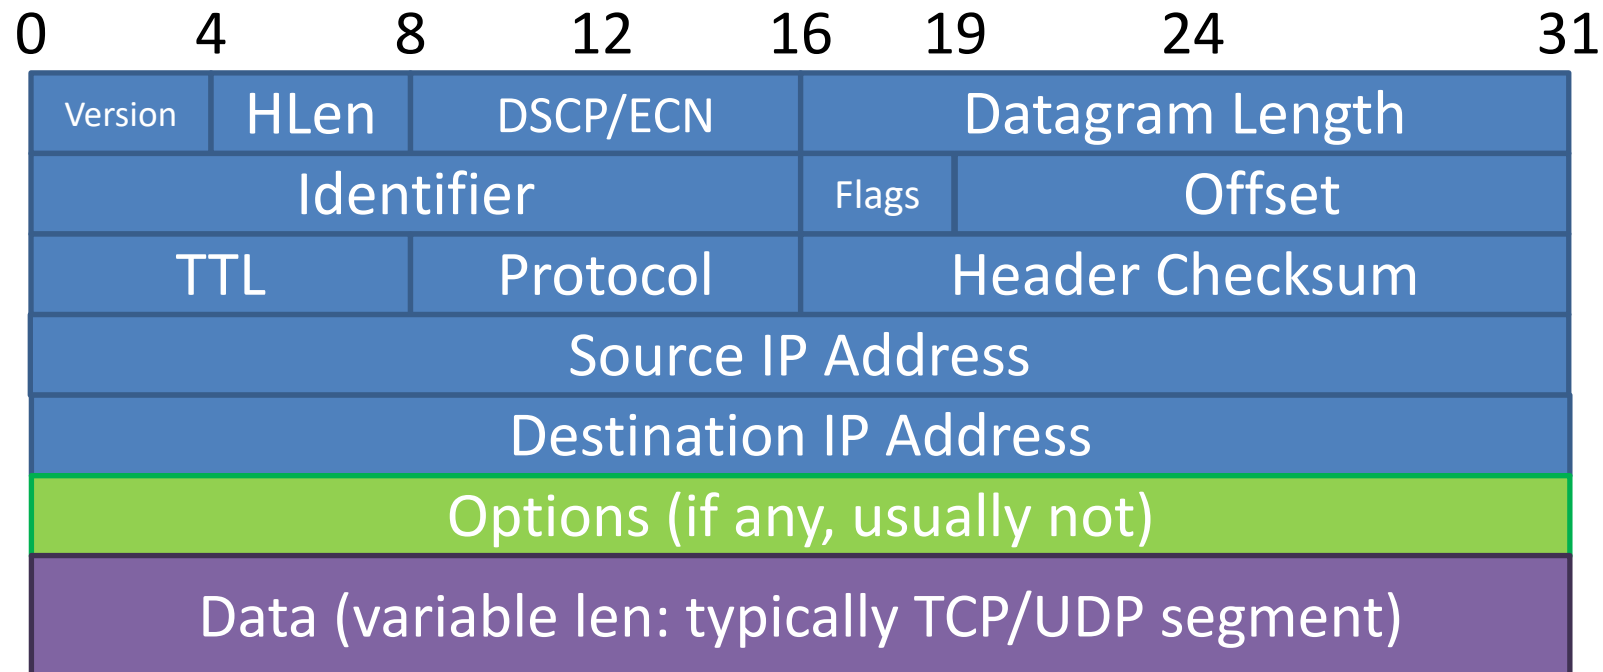 0 4 8 12 16 19 24 31
Version HLen DSCP/ECN Datagram Length
Identifier Flags Offset
TTL Protocol Header Checksum
Source IP Address
Destination IP Address
Options (if any, usually not)
Data (variable len: typically TCP/UDP segment)